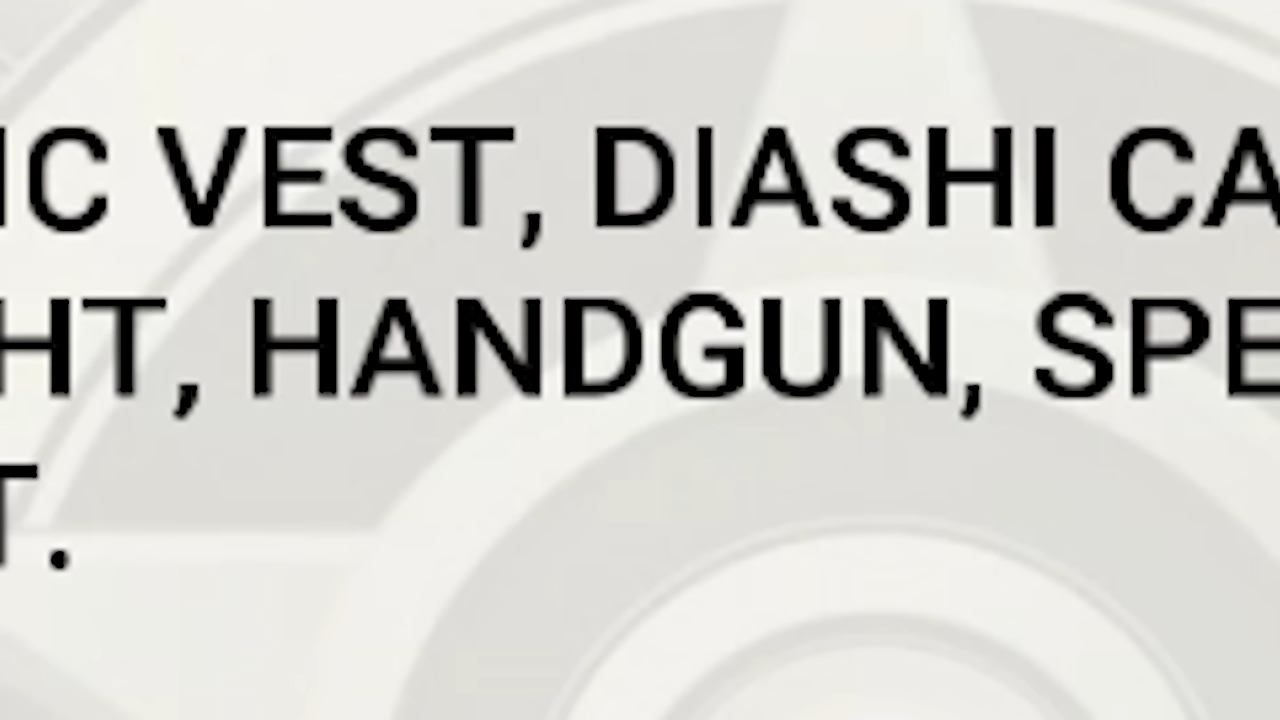 IC VEST, DIASHI CA
HT, HANDGUN, SPE
T.